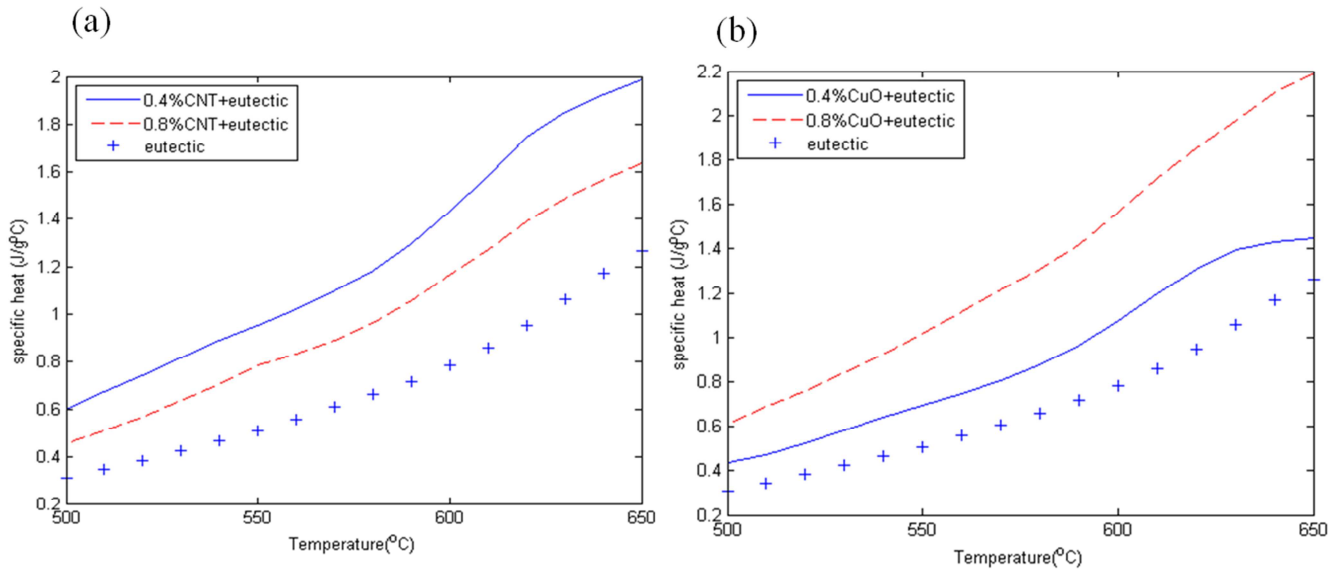 (a)
2
1.8
1.6
1.4
1.2
1
0.8
0.6
0.4
0.2
specific heat (J/g°C)
0.4%CNT+eutectic
0.8%CNT+eutectic
eutectic
500
550
600
650
Temperature(°C)
(b)
2.2
2
1.8
1.6
1.4
1.2
1
0.8
0.6
0.4
0.2
specific heat (J/g°C)
0.4%CuO+eutectic
0.8%CuO+eutectic
eutectic
500
550
600
650
Temperature(°C)